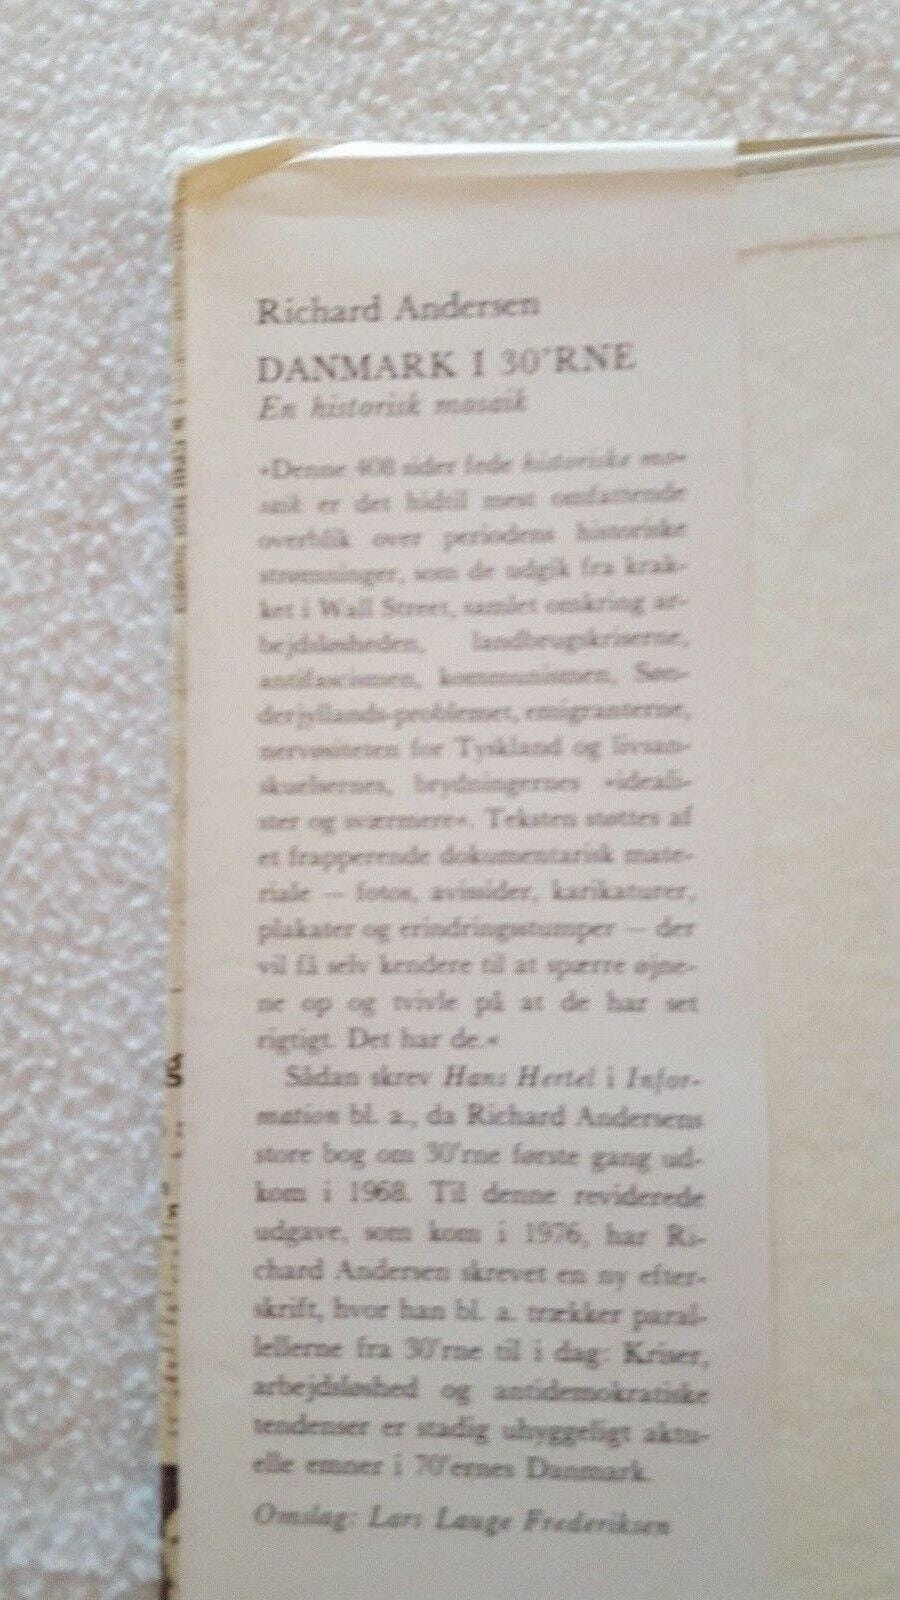 Richard Andersen
DANMARK I 30'RNE
En historisk mosaik
»Denne 408 sider fede historiske mo-
saik er det hidtil mest omfattende
overblik over periodens historiske
strømninger, som de udgik fra krak-
ket i Wall Street, samlet omkring ar-
bejdsløsheden, landbrugskriserne,
antifascismen, kommunismen, Søn-
derjyllands-problemet, emigranterne,
nervøsiteten for Tyskland og livsan-
skuelsernes, brydningernes »ideali-
ster og sværmere«. Teksten støttes af
et frapperende dokumentarisk mate-
riale — fotos, avissider, karikaturer,
plakater og erindringsstumper — der
vil få selv kendere til at spærre øjne-
ne op og tvivle på at de har set
rigtigt. Det har de.«
Sådan skrev Hans Hertel i Infor-
mation bl. a., da Richard Andersens
store bog om 30'rne første gang ud-
kom i 1968. Til denne reviderede
udgave, som kom i 1976, har Ri-
chard Andersen skrevet en ny efter-
skrift, hvor han bl. a. trækker paral-
lellerne fra 30'rne til i dag: Kriser,
arbejdsløshed og antidemokratiske
tendenser er stadig uhyggeligt aktu-
elle emner i 70'ernes Danmark.
Omslag: Lars Lauge Frederiksen